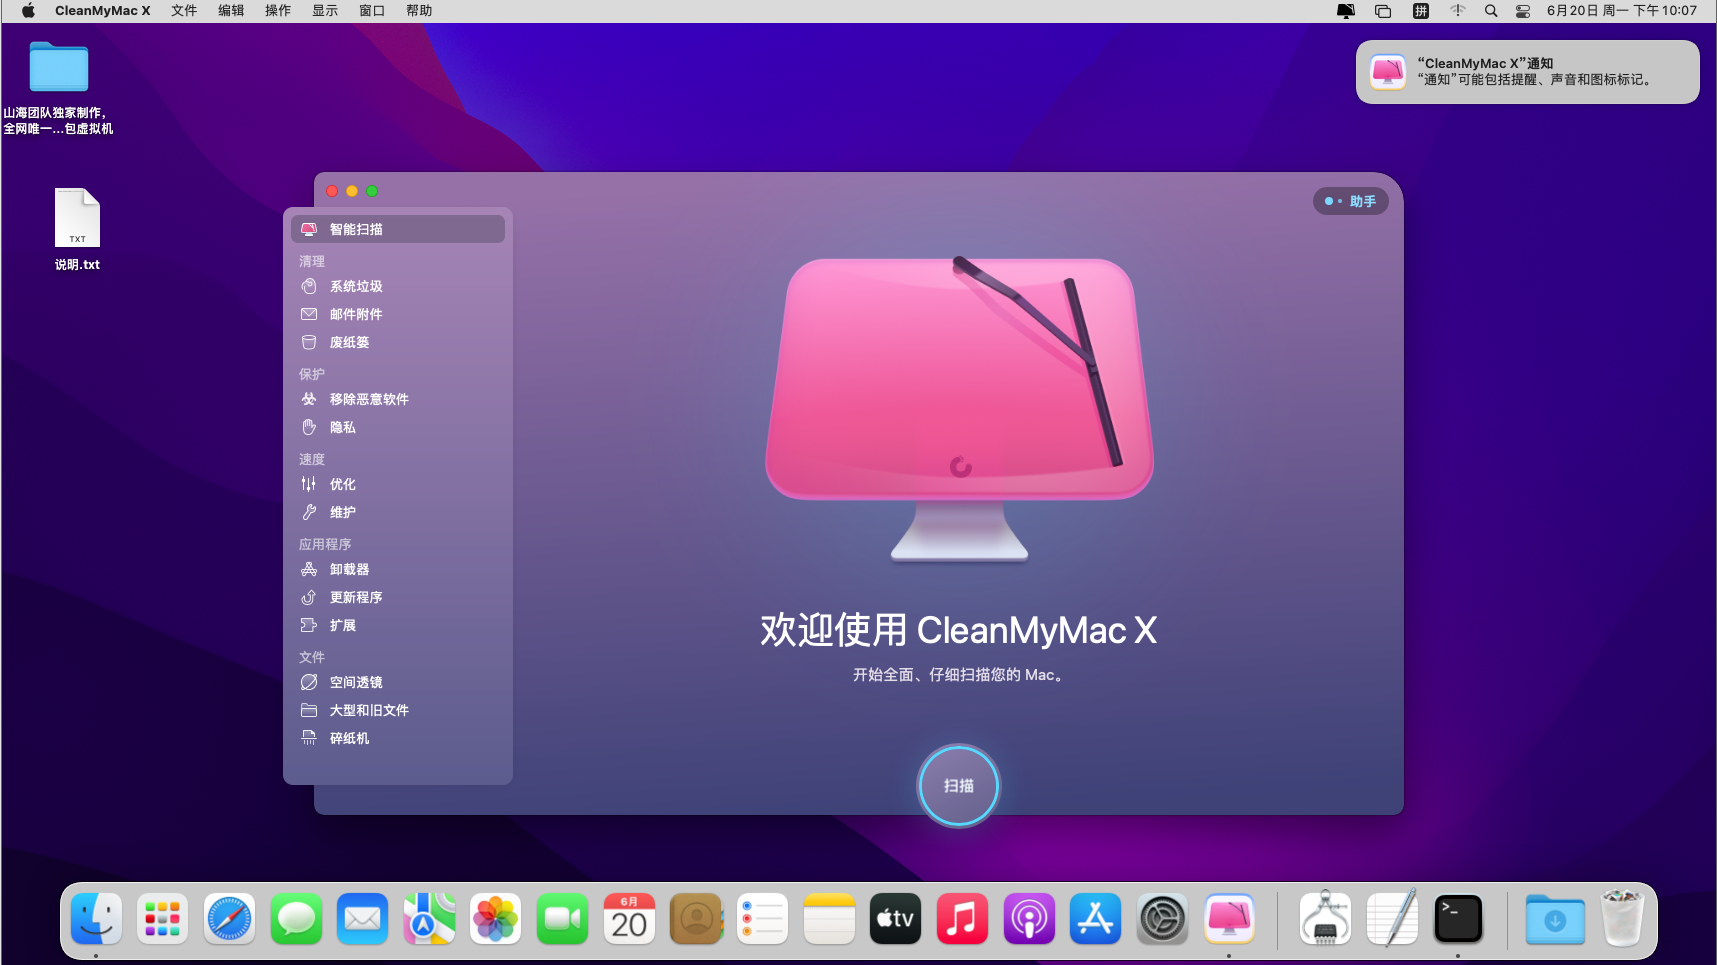 CleanMyMac X 文件 编辑 操作 显示 窗口 帮助 拼 6月20日 周一 下午10:07
“CleanMyMac X”通知
“通知”可能包括提醒、声音和图标标记。
山海团队独家制作,
全网唯一...包虚拟机
TXT
说明.txt
助手
智能扫描
清理
系统垃圾
邮件附件
废纸篓
保护
移除恶意软件
隐私
速度
优化
维护
应用程序
卸载器
更新程序
扩展
文件
空间透镜
大型和旧文件
碎纸机
欢迎使用 CleanMyMac X
开始全面、仔细扫描您的 Mac。
扫描
6月
20
tv
>_